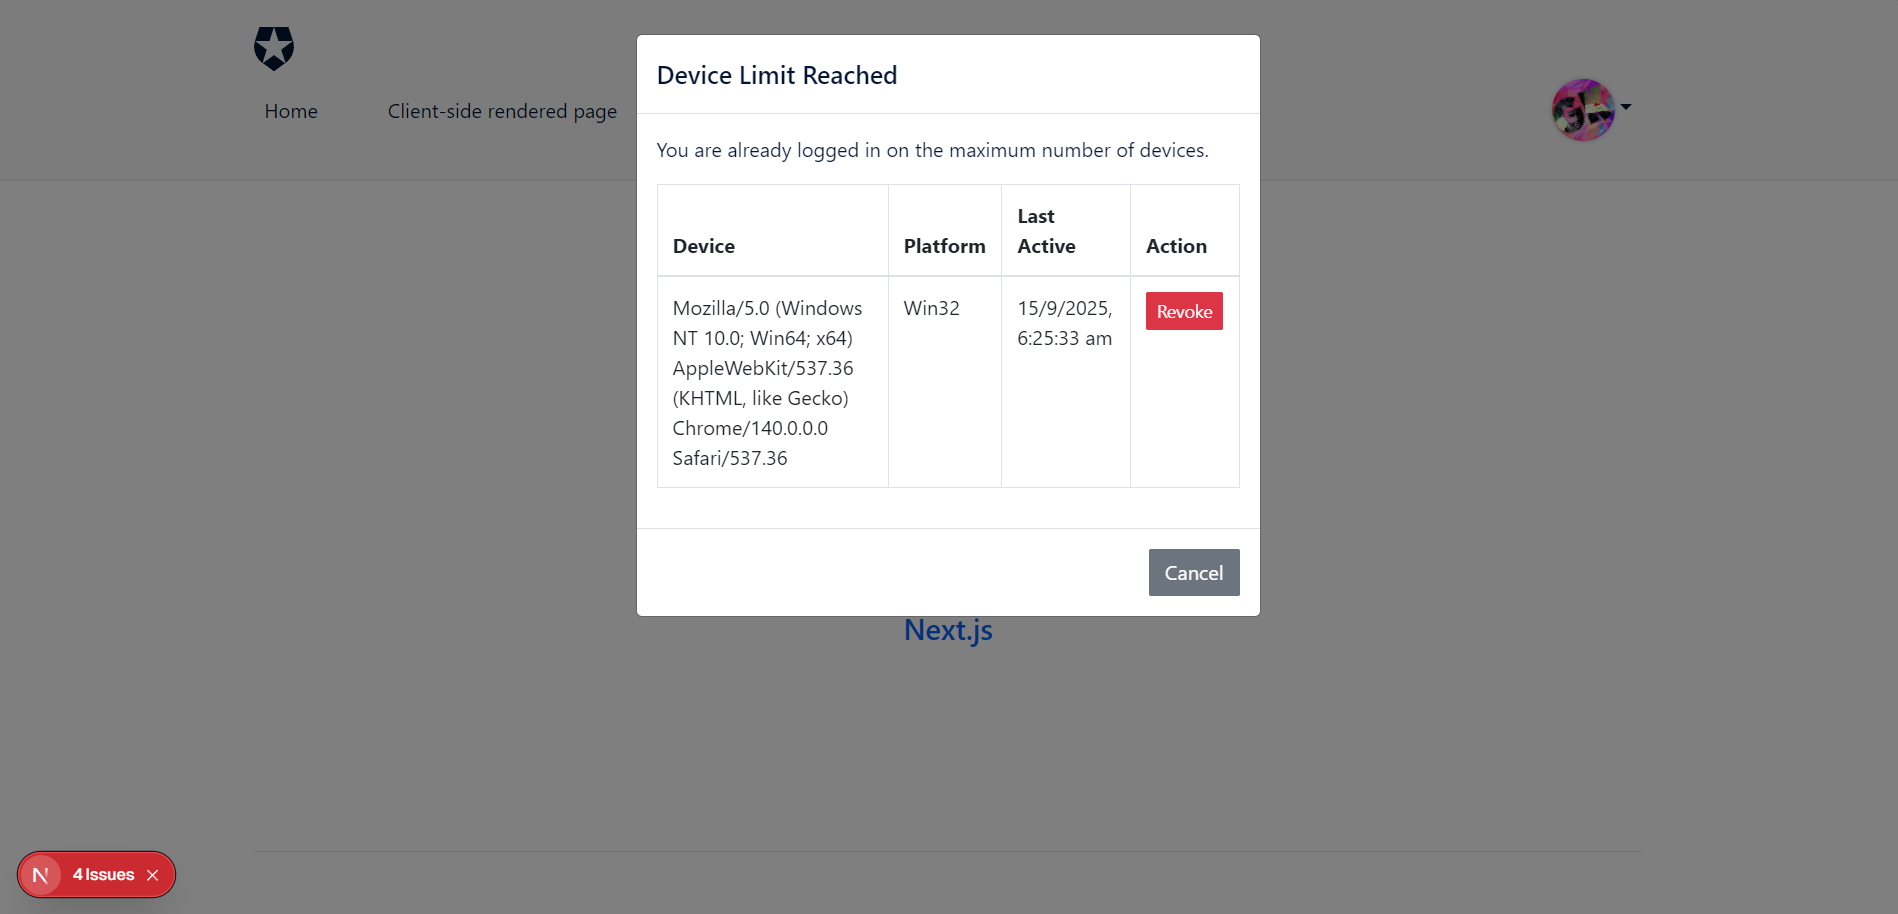 Device Limit Reached
Home
Client-side rendered page
You are already logged in on the maximum number of devices.
Device
Platform
Last
Active
Action
Mozilla/5.0 (Windows
NT 10.0; Win64; x64)
AppleWebKit/537.36
(KHTML, like Gecko)
Chrome/140.0.0.0
Safari/537.36
Win32
15/9/2025,
6:25:33 am
Revoke
Cancel
Next.js
N
4 Issues